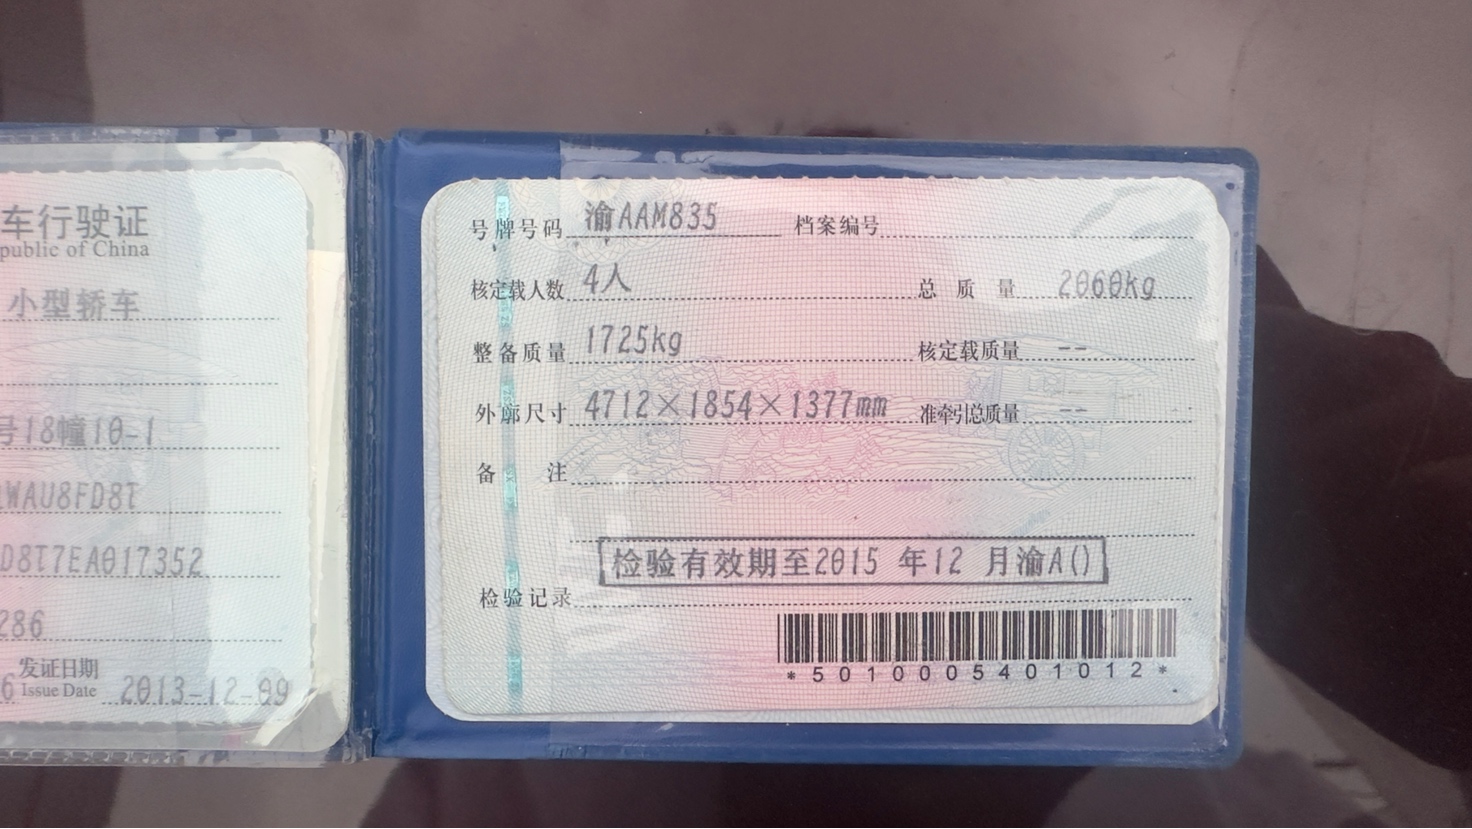 车行驶证
public of China
小型轿车
号18幢10-1
WAU8FD8T
D8T7EA017352
286
6 发证日期
Issue Date 2013-12-09
号牌号码 渝AAM835 档案编号
核定载人数 4人 总质量 2060kg
整备质量 1725kg 核定载质量 --
外廓尺寸 4712×1854×1377mm 准牵引总质量 --
备注
检验有效期至2015 年12 月渝A()
检验记录
*5010005401012*